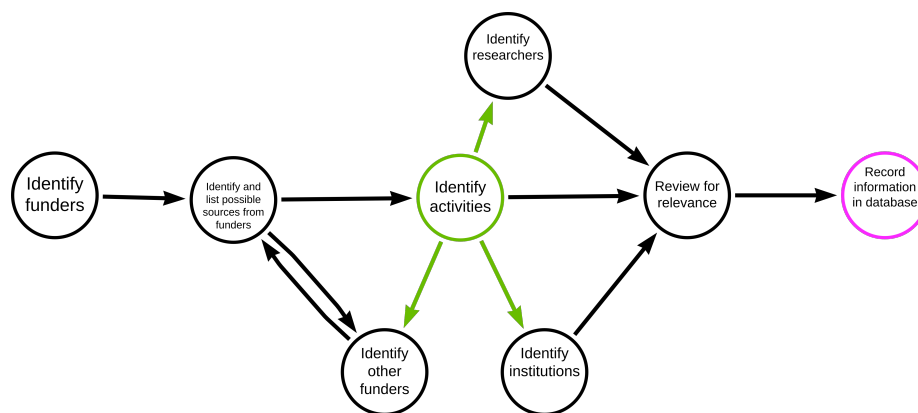 Identify
funders
Identify and
list possible
sources from
funders
Identify
activities
Identify
researchers
Identify
other
funders
Identify
institutions
Review for
relevance
Record
information
in database